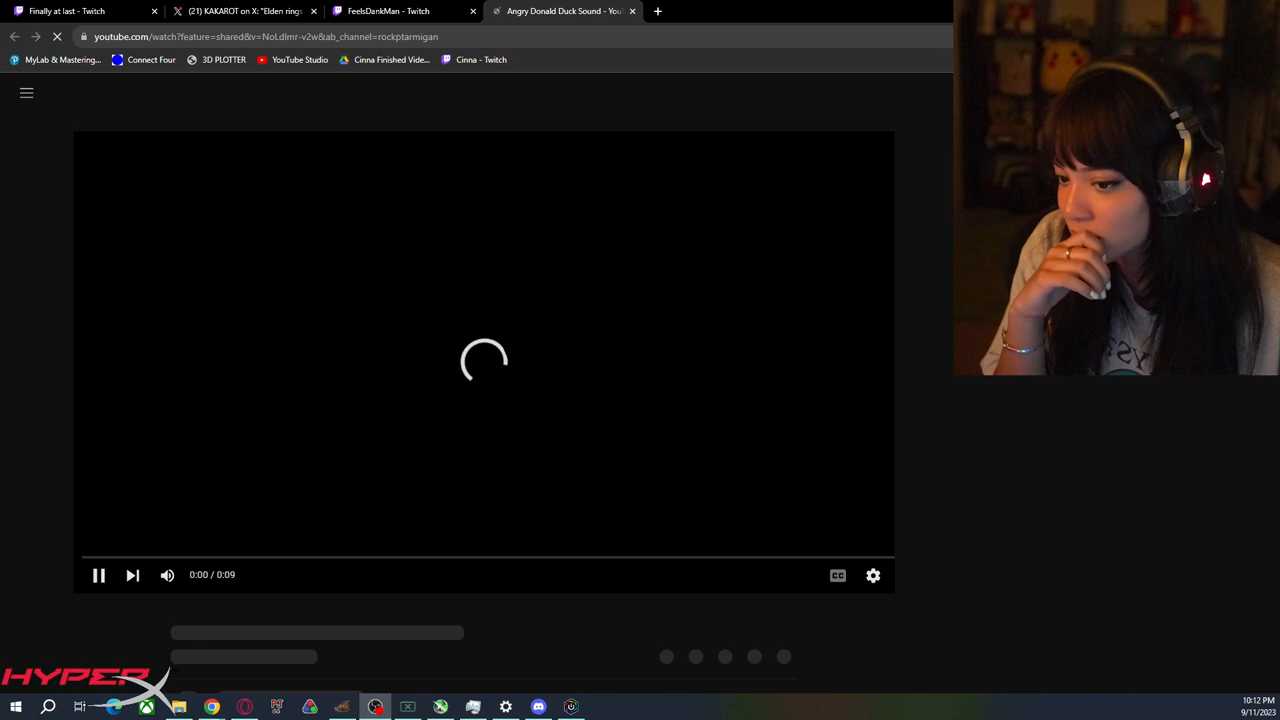 Finally at last - Twitch
(21) KAKAROT on X: "Elden rings
FeelsDankMan - Twitch
Angry Donald Duck Sound - You
youtube.com/watch?feature=shared&v=NoLdlmr-v2w&ab_channel=rockptarmigan
MyLab & Mastering...
Connect Four
3D PLOTTER
YouTube Studio
Cinna Finished Vide...
Cinna - Twitch
0:00 / 0:09
CC
HYPERX
10:12 PM
9/11/2023